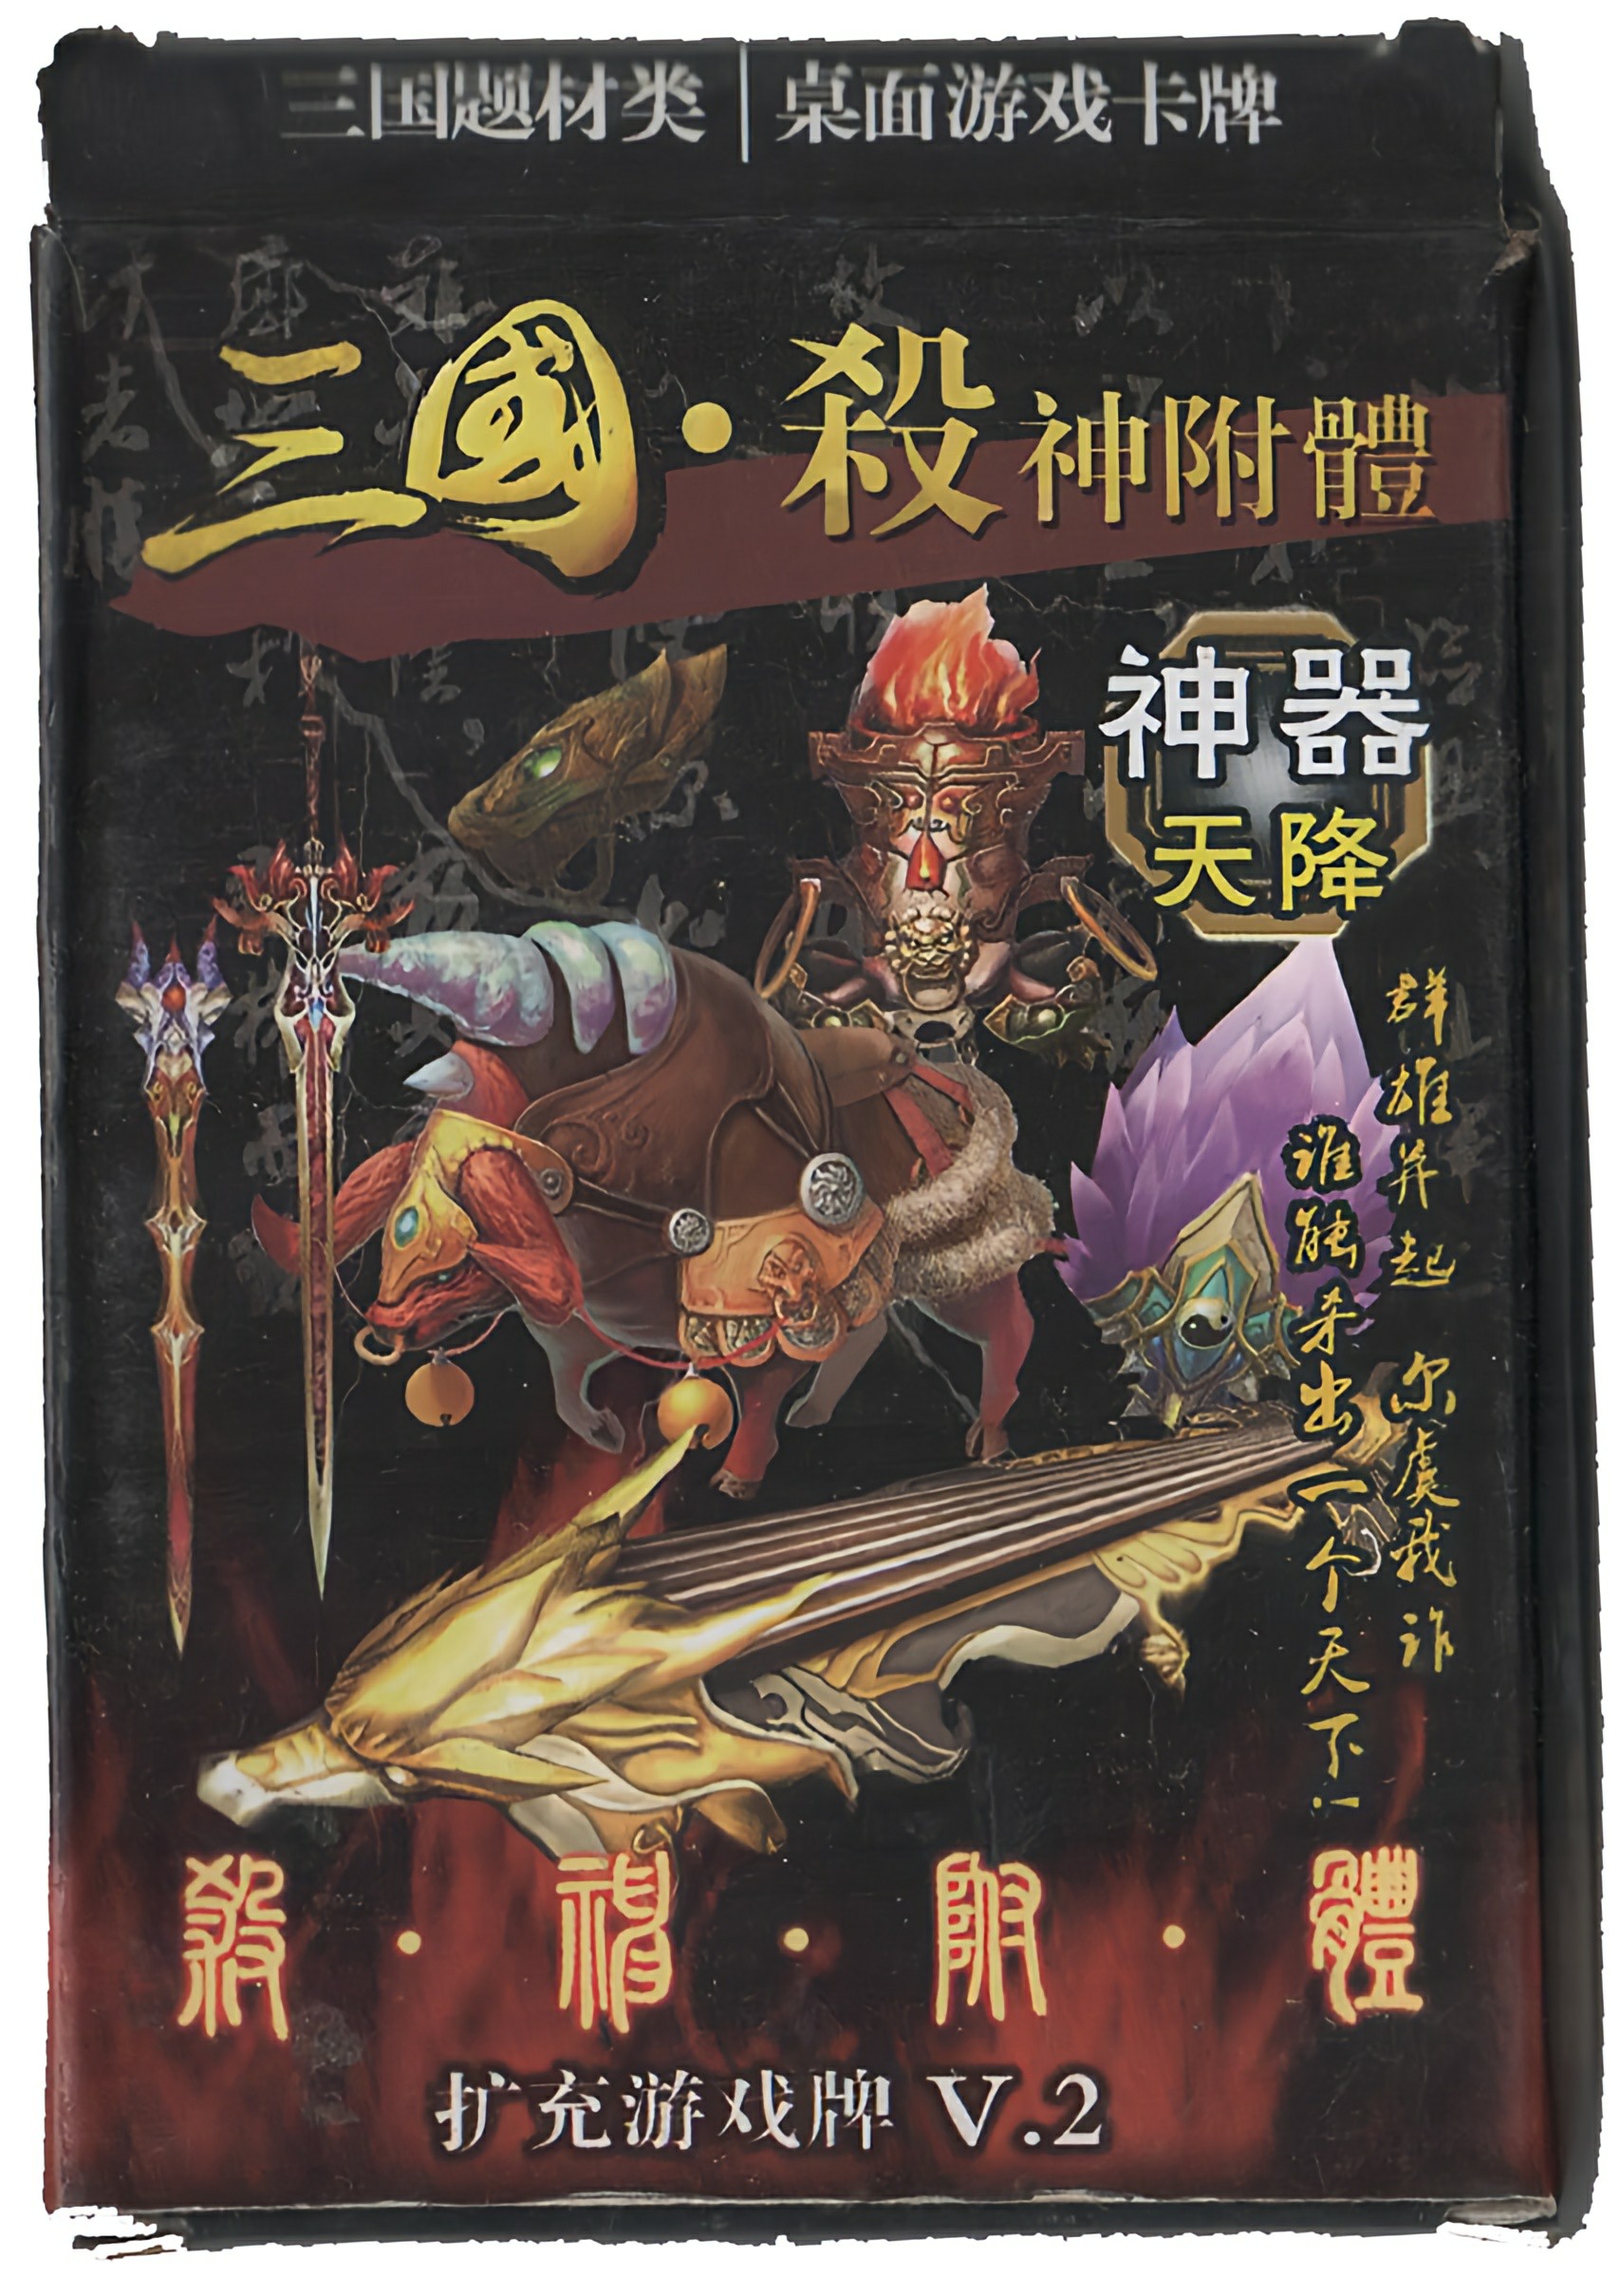 三国题材类｜桌面游戏卡牌
三國·殺神附體
神器
天降
群雄并起 尔虞我诈
谁能杀出一个天下！
殺·神·附·體
扩充游戏牌 V.2